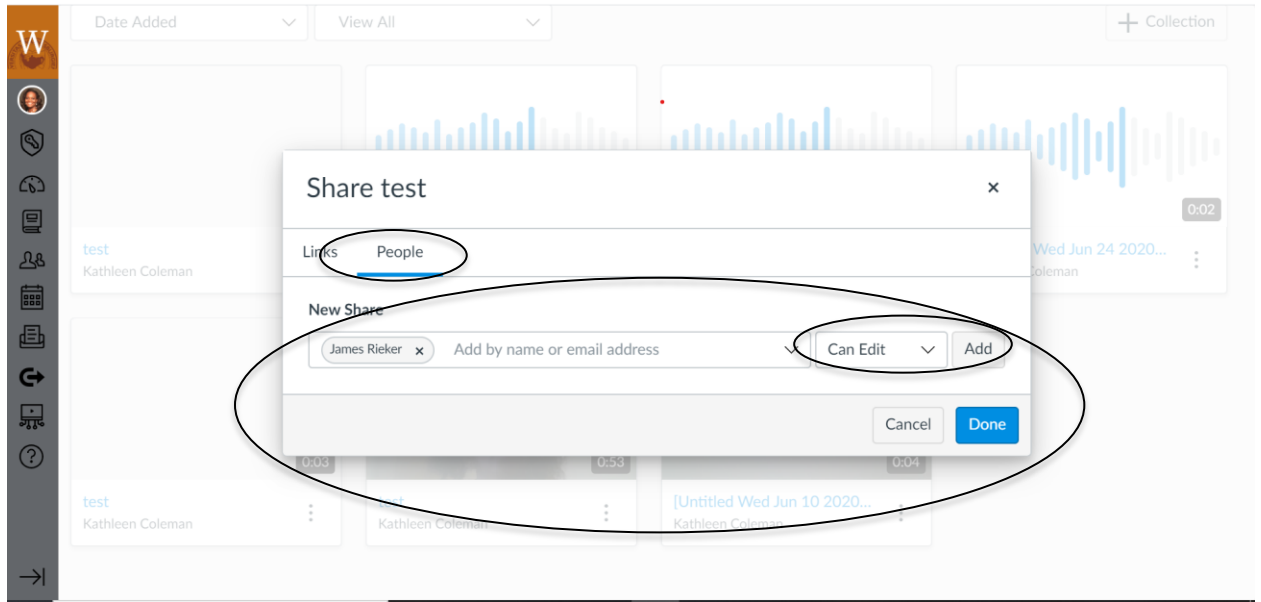 Date Added View All Collection
W
Share test
0:02
Links People
test Wed Jun 24 2020...
Kathleen Coleman Coleman
New Share
James Rieker Add by name or email address Can Edit Add
Cancel Done
0:03 0:53 0:04
test test [Untitled Wed Jun 10 2020...
Kathleen Coleman Kathleen Coleman Kathleen Coleman